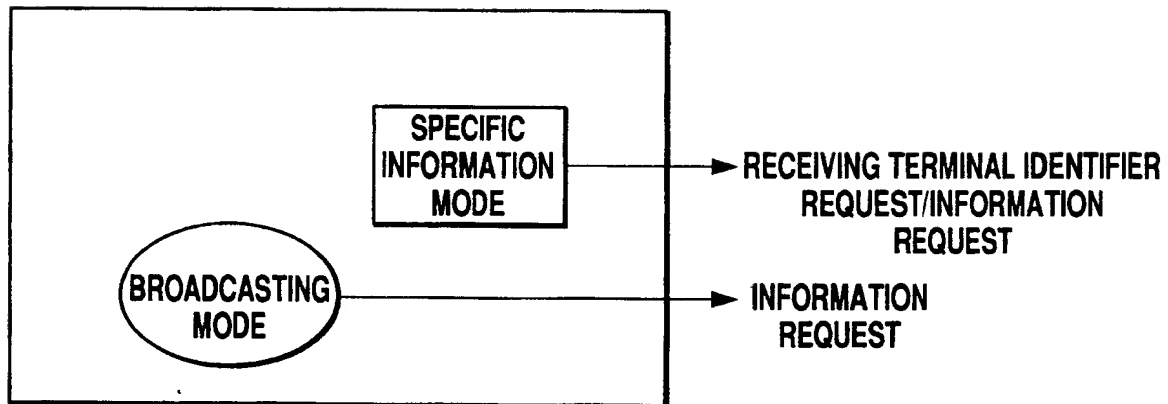 SPECIFIC
INFORMATION
MODE
RECEIVING TERMINAL IDENTIFIER
REQUEST/INFORMATION
REQUEST
BROADCASTING
MODE
INFORMATION
REQUEST